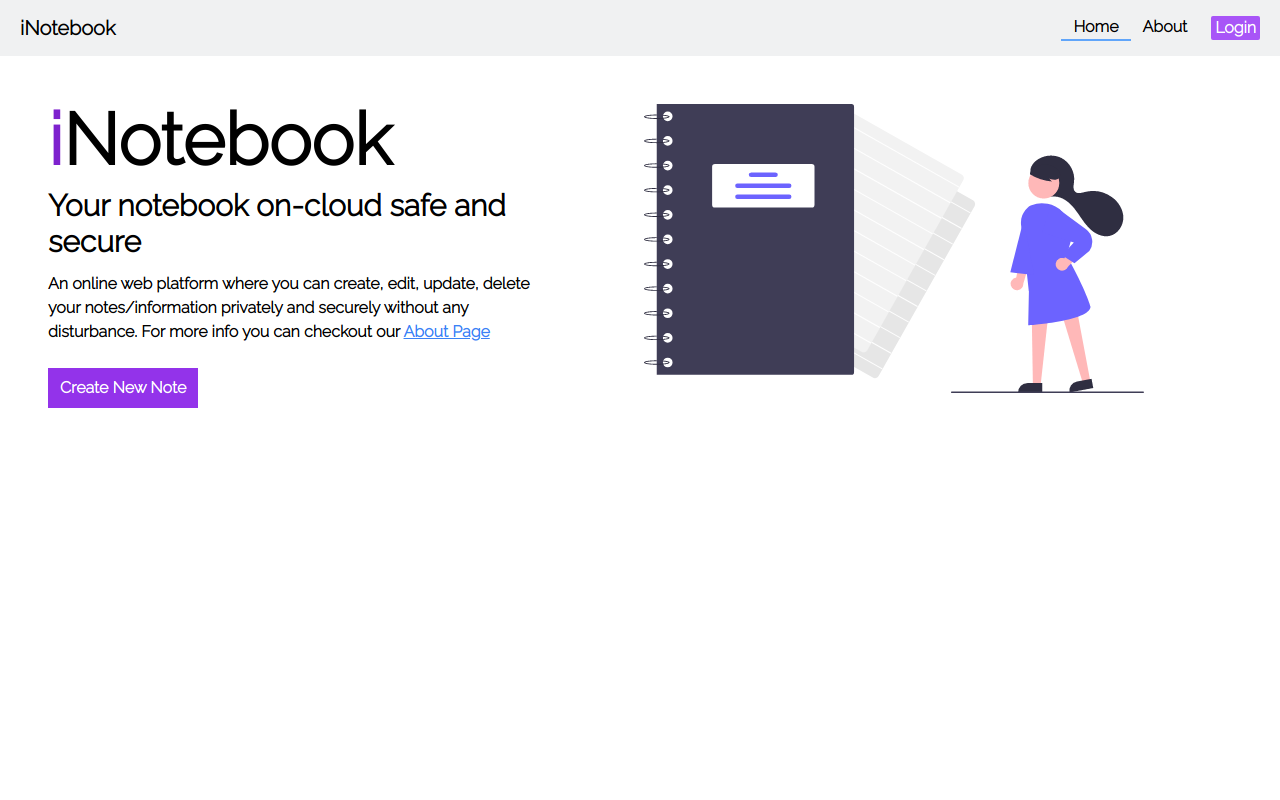 iNotebook
Home
About
Login
iNotebook
Your notebook on-cloud safe and
secure
An online web platform where you can create, edit, update, delete
your notes/information privately and securely without any
disturbance. For more info you can checkout our About Page
Create New Note